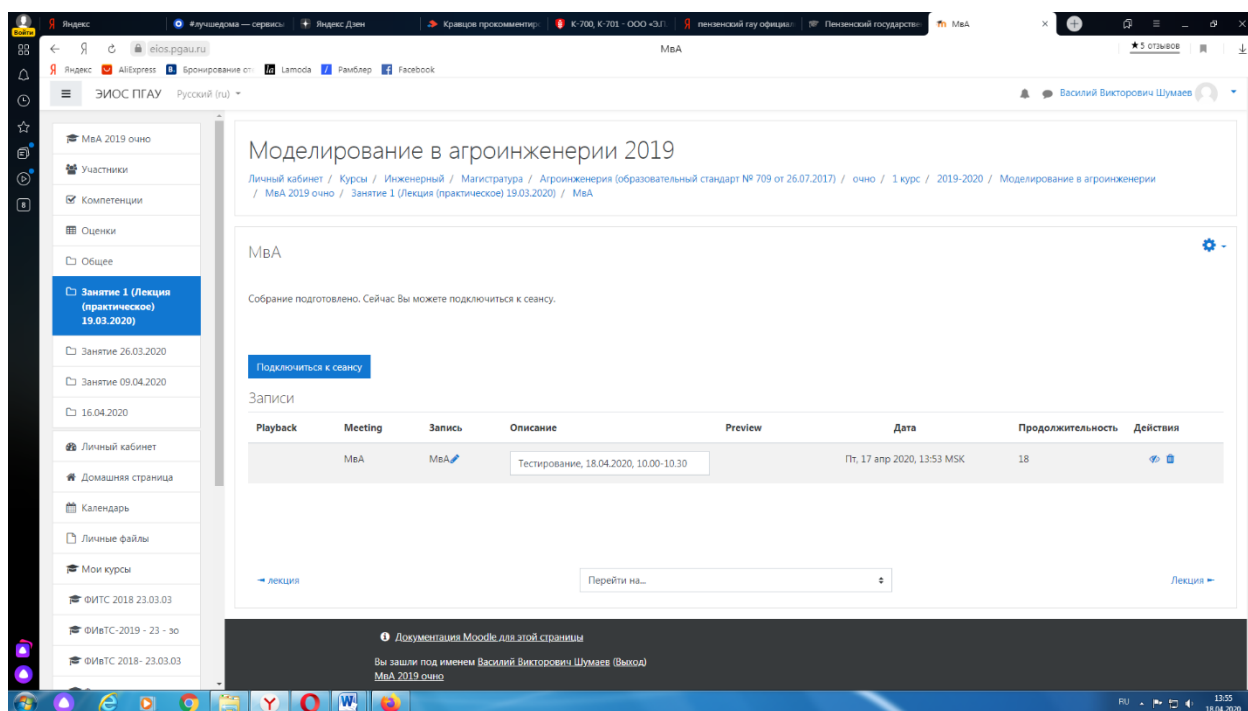 Войти
Яндекс
#лучшедома — сервисы
Яндекс Дзен
Кравцов прокомментир
К-700, К-701 - ООО «Э.П.
пензенский гау официал
Пензенский государстве
МвА
eios.pgau.ru
МвА
★5 отзывов
Яндекс
AliExpress
Бронирование от
Lamoda
Рамблер
Facebook
ЭИОС ПГАУ
Русский (ru)
Василий Викторович Шумаев
МвА 2019 очно
Участники
Компетенции
Оценки
Общее
Занятие 1 (Лекция
(практическое)
19.03.2020)
Занятие 26.03.2020
Занятие 09.04.2020
16.04.2020
Личный кабинет
Домашняя страница
Календарь
Личные файлы
Мои курсы
ФИТС 2018 23.03.03
ФИвТС-2019 - 23 - зо
ФИвТС 2018- 23.03.03
Моделирование в агроинженерии 2019
Личный кабинет / Курсы / Инженерный / Магистратура / Агроинженерия (образовательный стандарт № 709 от 26.07.2017) / очно / 1 курс / 2019-2020 / Моделирование в агроинженерии
/ МвА 2019 очно / Занятие 1 (Лекция (практическое) 19.03.2020) / МвА
МвА
Собрание подготовлено. Сейчас Вы можете подключиться к сеансу.
Подключиться к сеансу
Записи
Playback Meeting Запись Описание Preview Дата Продолжительность Действия
МвА МвА Тестирование, 18.04.2020, 10.00-10.30 Пт, 17 апр 2020, 13:53 MSK 18
◄ лекция
Перейти на...
Лекция ►
Документация Moodle для этой страницы
Вы зашли под именем Василий Викторович Шумаев (Выход)
МвА 2019 очно
RU
13:55
18.04.2020